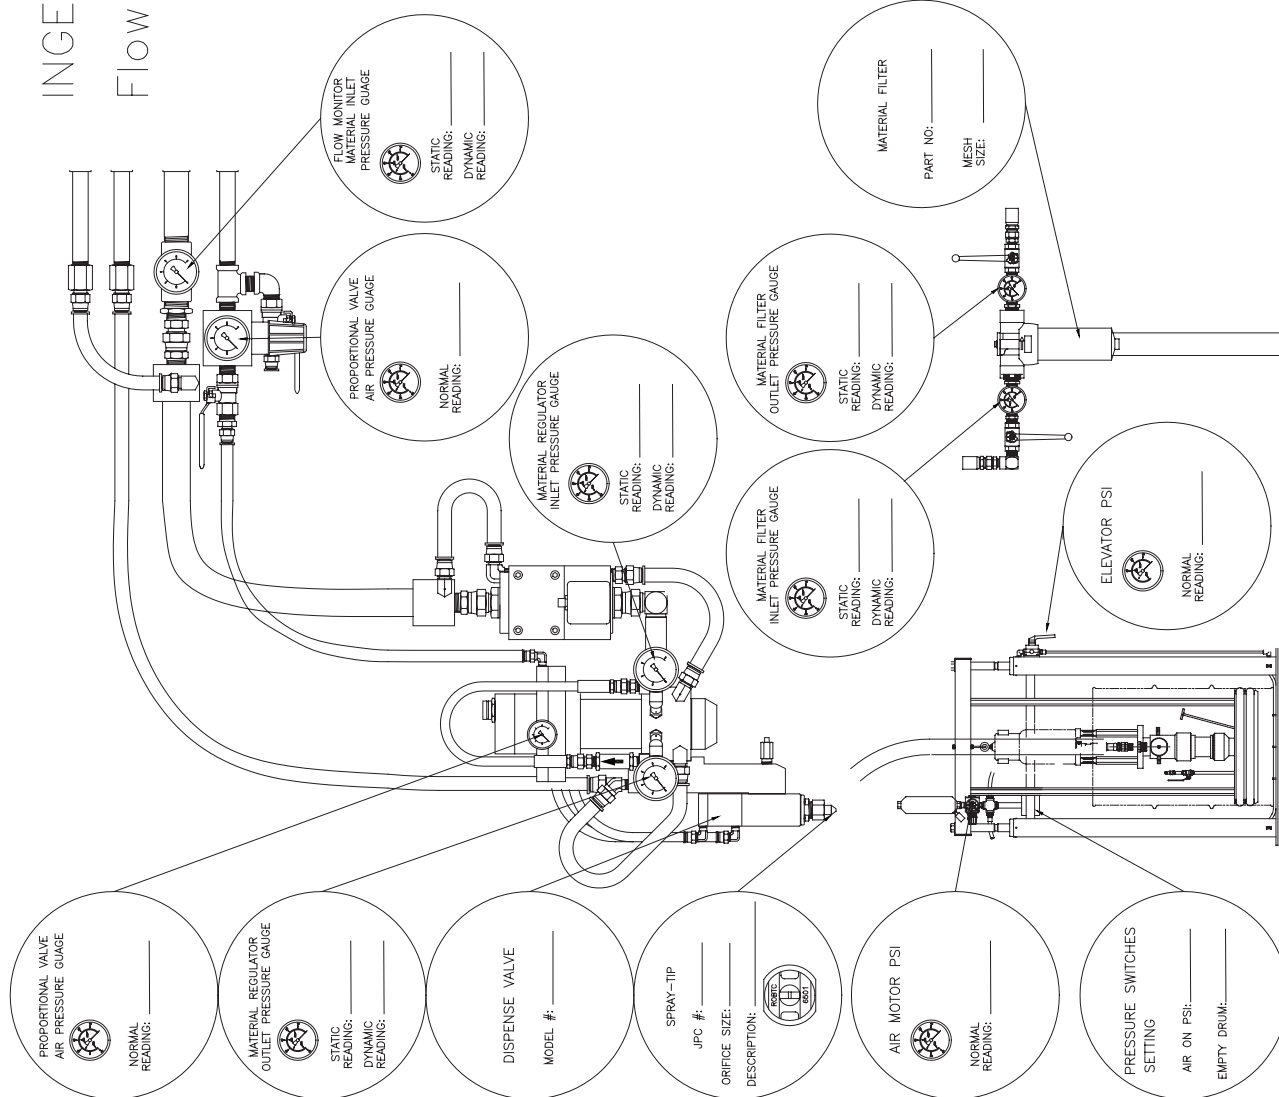 INGE
Flow
FLOW MONITOR
MATERIAL INLET
PRESSURE GUAGE
STATIC
READING:
DYNAMIC
READING:
MATERIAL FILTER
PART NO:
MESH
SIZE:
PROPORTIONAL VALVE
AIR PRESSURE GUAGE
NORMAL
READING:
MATERIAL FILTER
OUTLET PRESSURE GAUGE
STATIC
READING:
DYNAMIC
READING:
MATERIAL REGULATOR
INLET PRESSURE GAUGE
STATIC
READING:
DYNAMIC
READING:
MATERIAL FILTER
INLET PRESSURE GAUGE
STATIC
READING:
DYNAMIC
READING:
ELEVATOR PSI
NORMAL
READING:
PROPORTIONAL VALVE
AIR PRESSURE GUAGE
NORMAL
READING:
MATERIAL REGULATOR
OUTLET PRESSURE GAUGE
STATIC
READING:
DYNAMIC
READING:
DISPENSE VALVE
MODEL #:
SPRAY-TIP
JPC #:
ORIFICE SIZE:
DESCRIPTION:
ROBTC
6501
AIR MOTOR PSI
NORMAL
READING:
PRESSURE SWITCHES
SETTING
AIR ON PSI:
EMPTY DRUM: